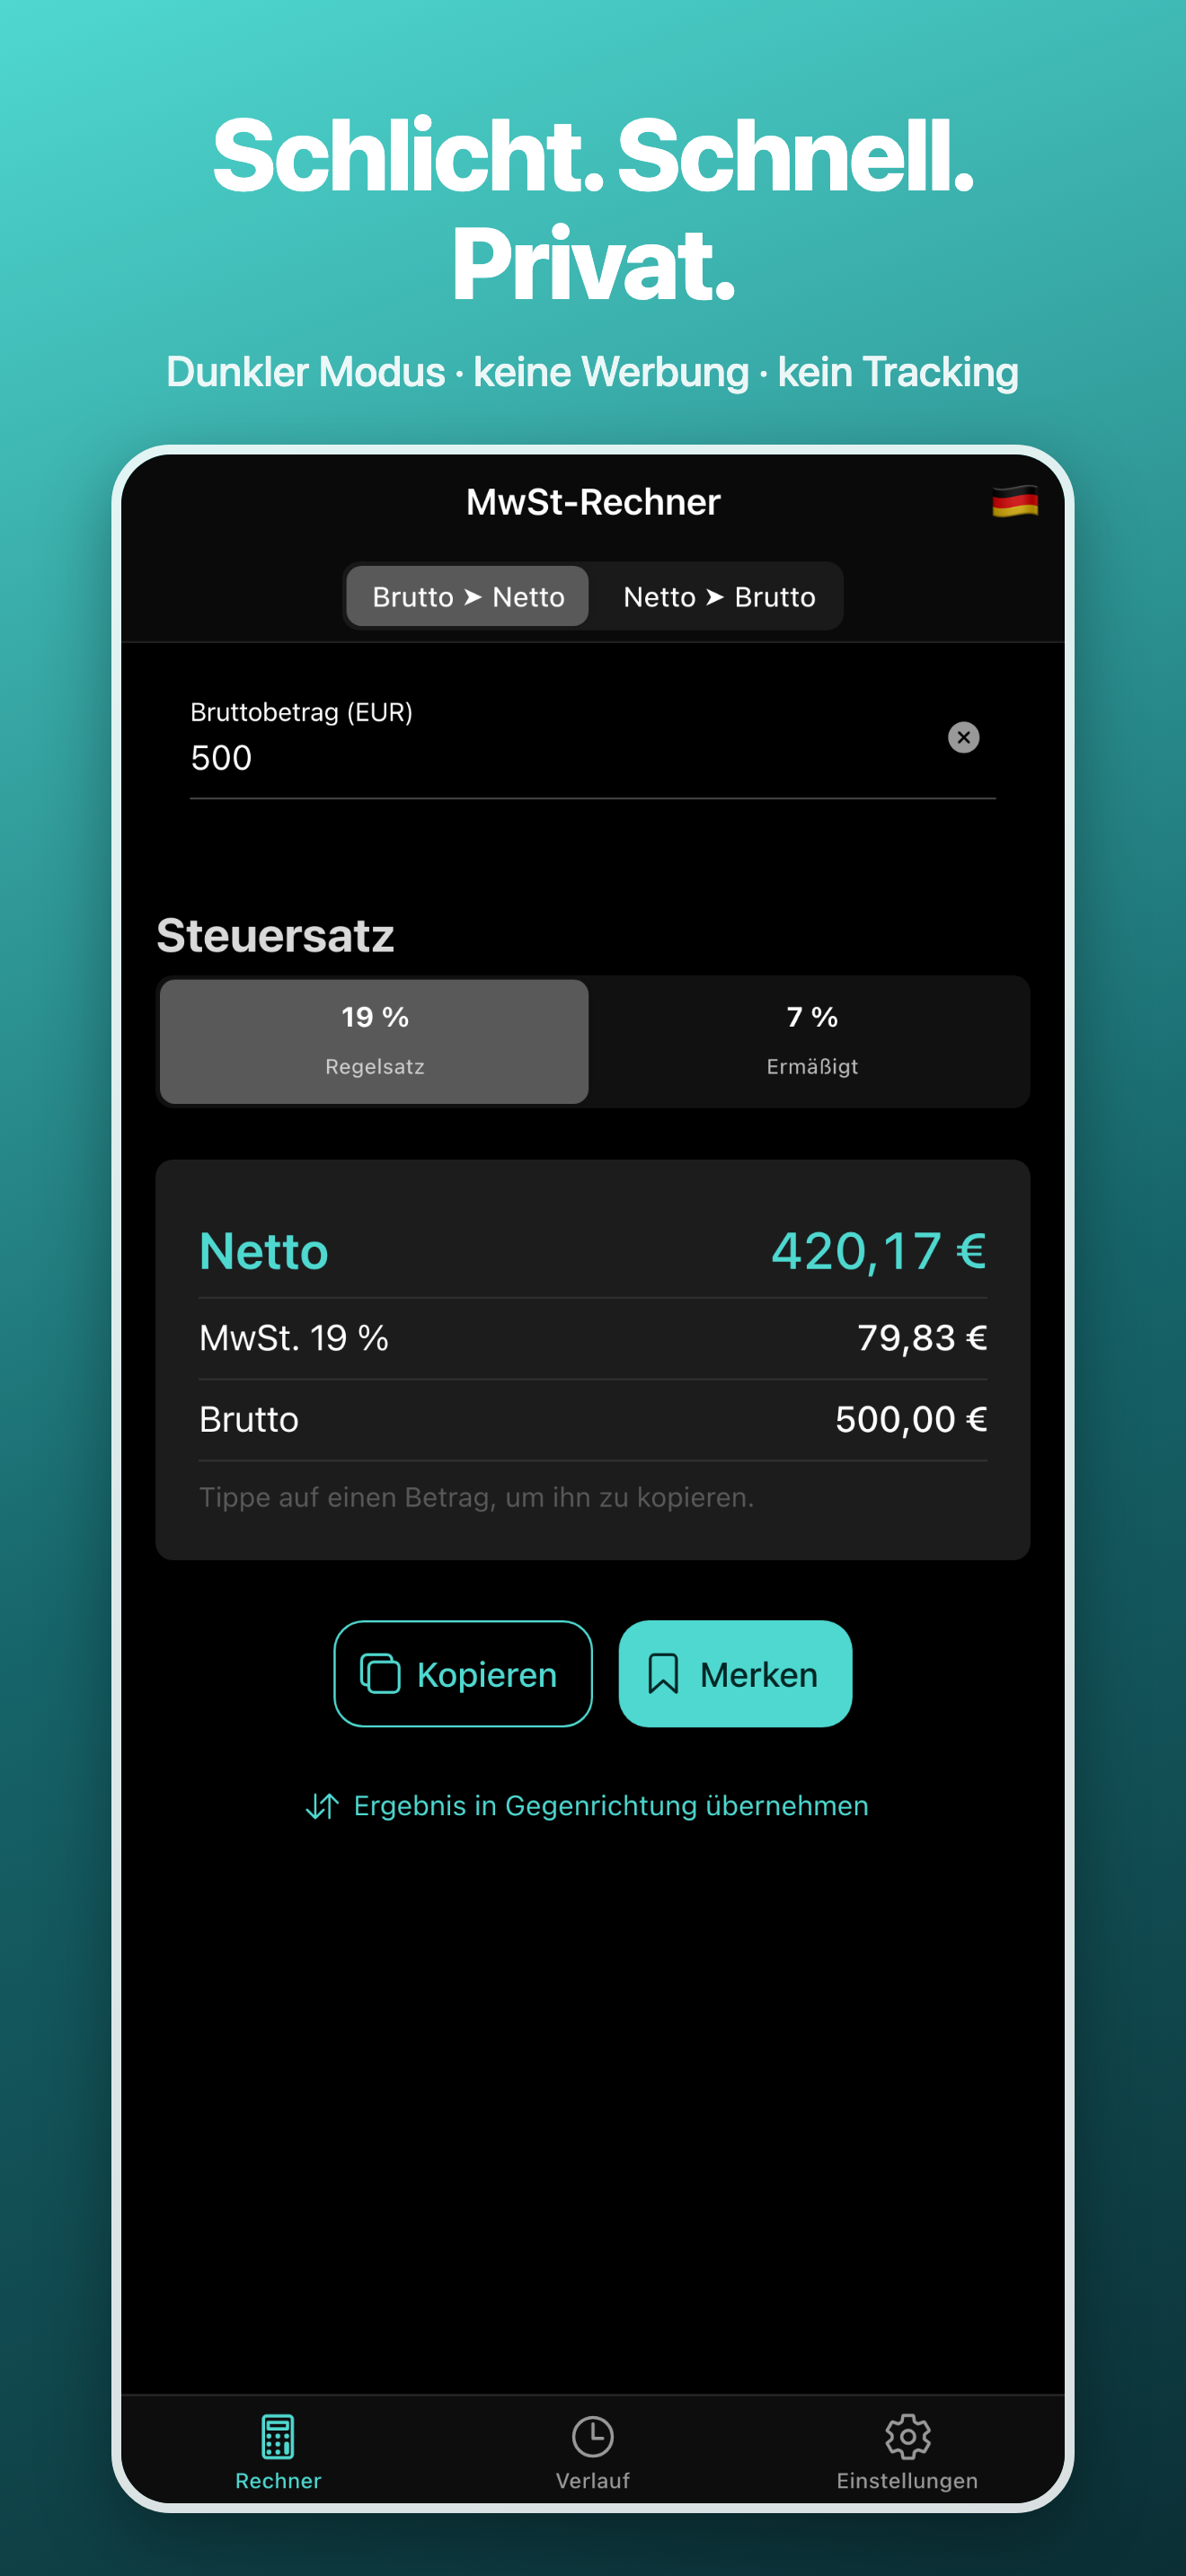 Schlicht. Schnell.
Privat.
Dunkler Modus · keine Werbung · kein Tracking
MwSt-Rechner
Brutto ➤ Netto
Netto ➤ Brutto
Bruttobetrag (EUR)
500
Steuersatz
19 %
Regelsatz
7 %
Ermäßigt
Netto 420,17 €
MwSt. 19 % 79,83 €
Brutto 500,00 €
Tippe auf einen Betrag, um ihn zu kopieren.
Kopieren
Merken
Ergebnis in Gegenrichtung übernehmen
Rechner
Verlauf
Einstellungen